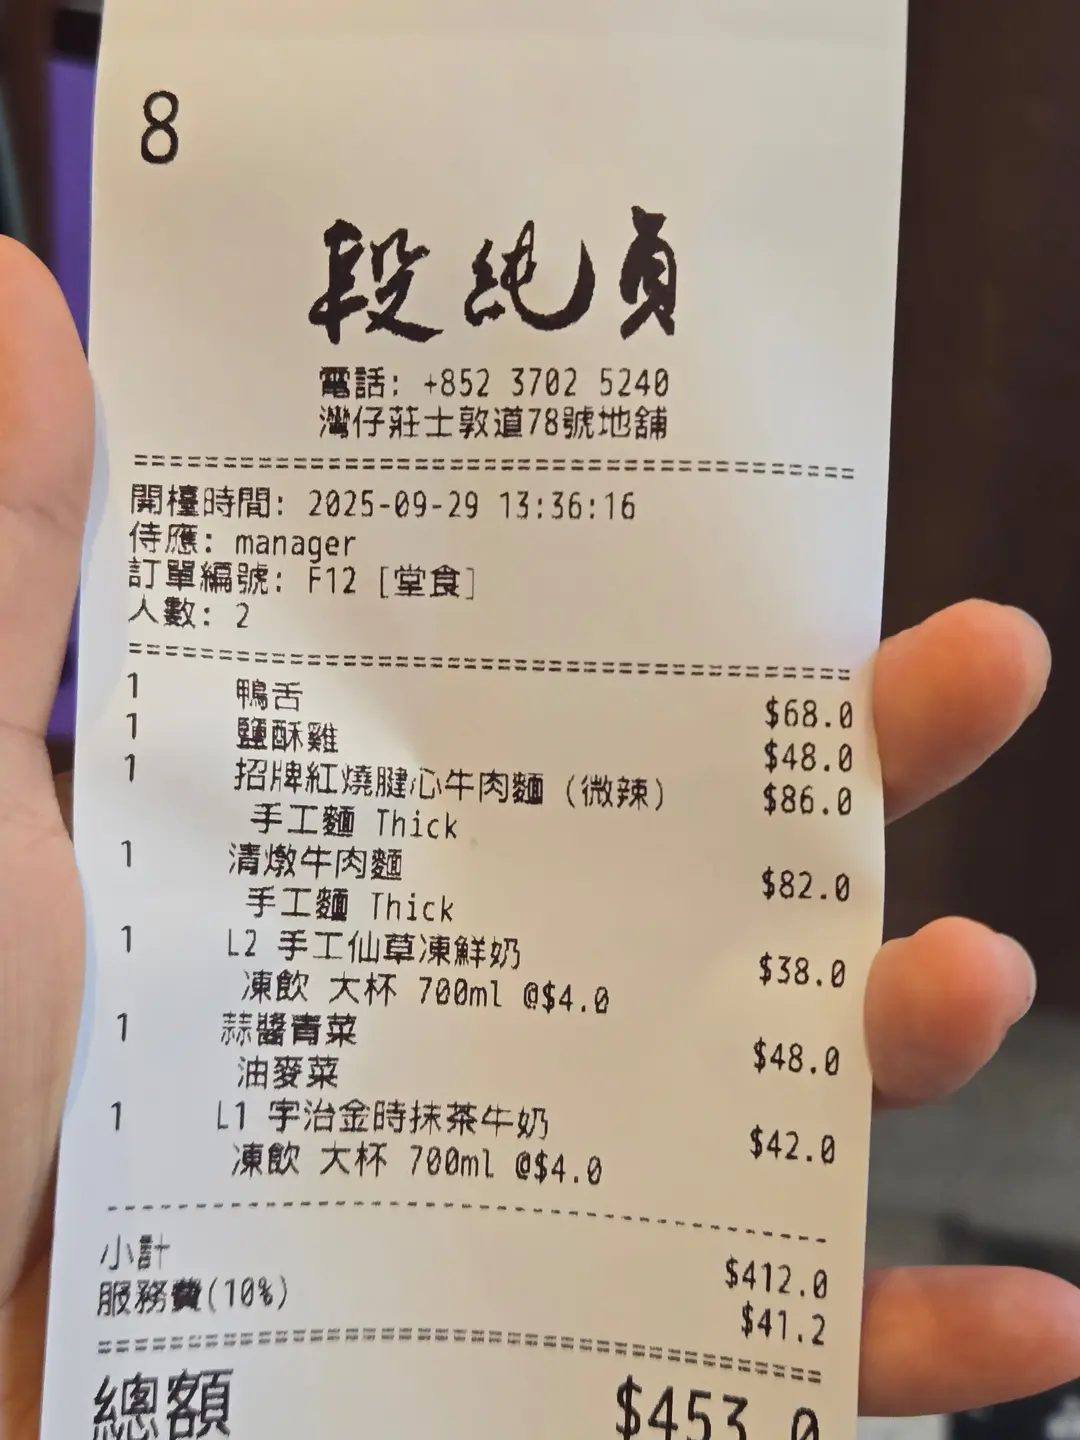 8
段純貞
電話: +852 3702 5240
灣仔莊士敦道78號地舖
開檯時間: 2025-09-29 13:36:16
侍應: manager
訂單編號: F12 [堂食]
人數: 2
1 鴨舌 $68.0
1 鹽酥雞 $48.0
1 招牌紅燒腱心牛肉麵 (微辣) $86.0
手工麵 Thick
1 清燉牛肉麵 $82.0
手工麵 Thick
1 L2 手工仙草凍鮮奶 $38.0
凍飲 大杯 700ml @$4.0
1 蒜醬青菜 $48.0
油麥菜
1 L1 宇治金時抹茶牛奶 $42.0
凍飲 大杯 700ml @$4.0
小計 $412.0
服務費(10%) $41.2
總額 $453.0